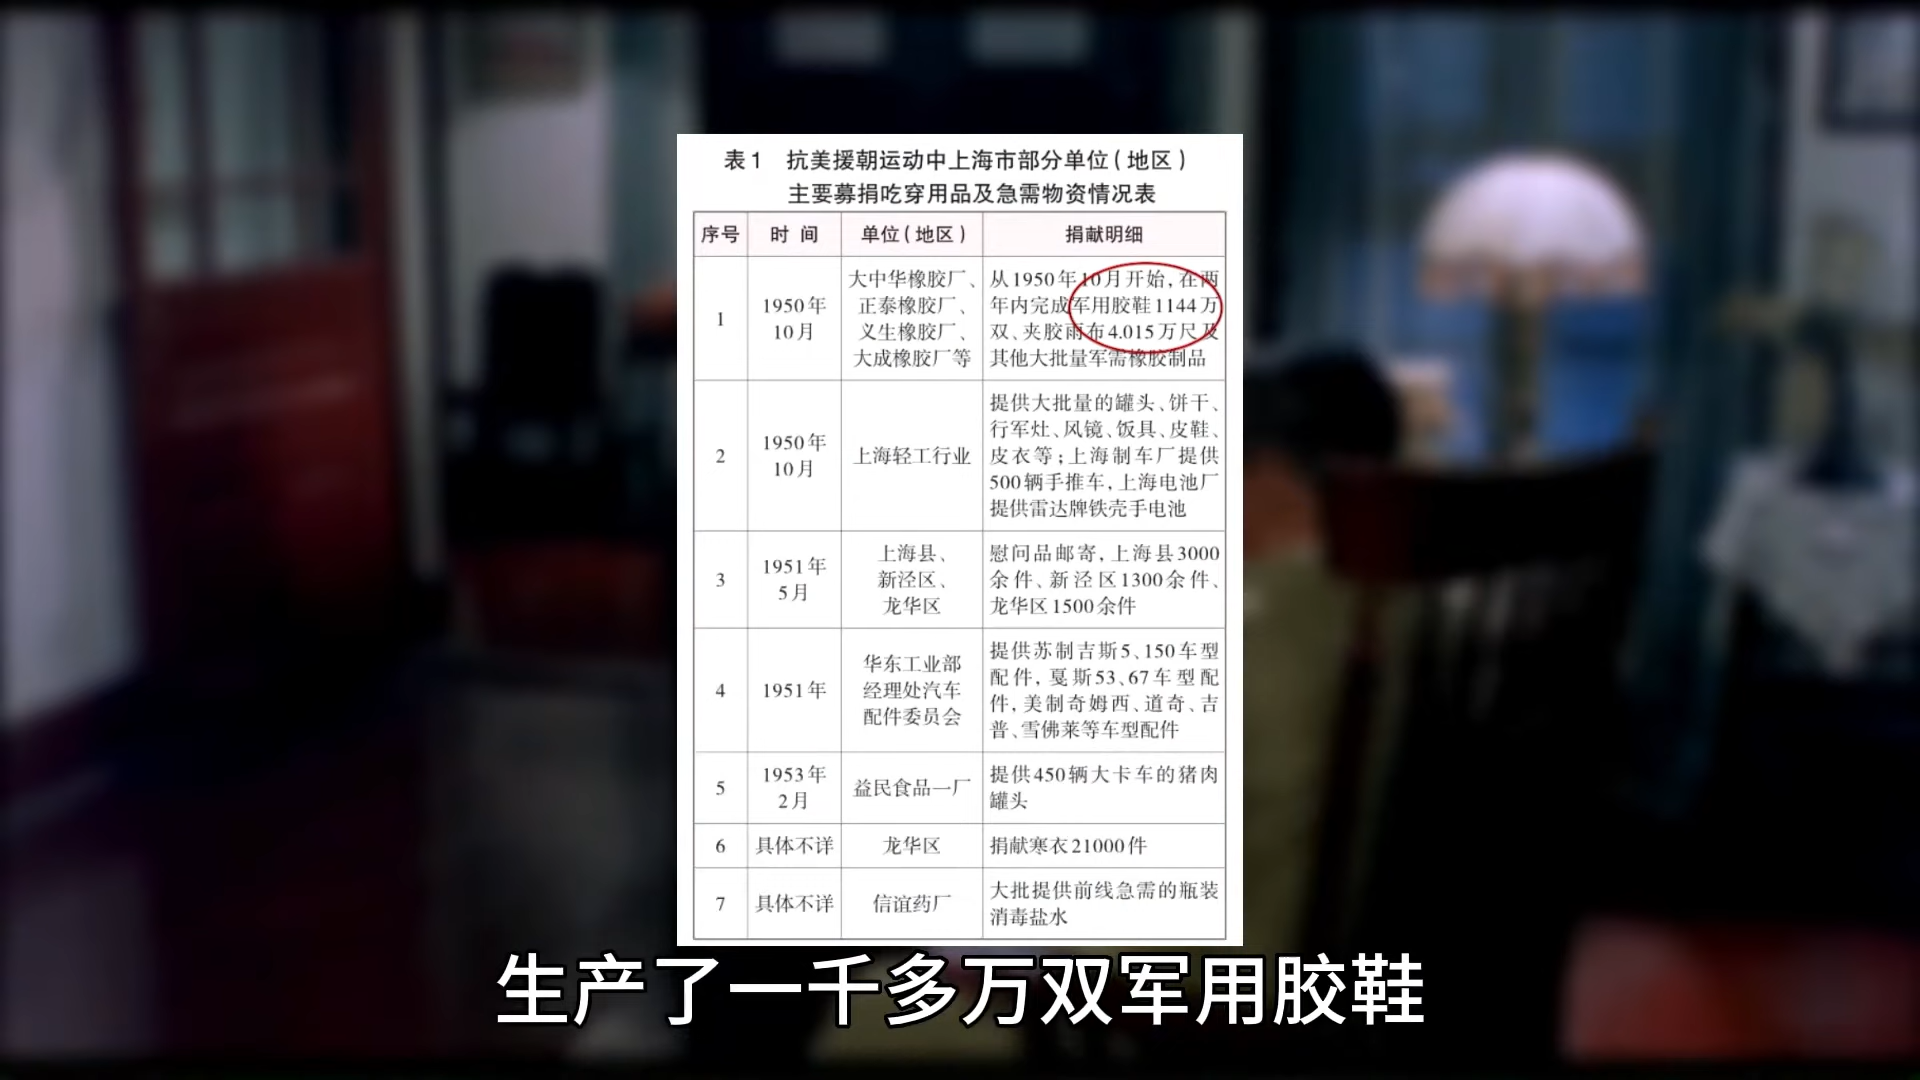 表1 抗美援朝运动中上海市部分单位(地区)
主要募捐吃穿用品及急需物资情况表
序号 时 间 单位(地区) 捐献明细
1
1950年
10月
大中华橡胶厂、
正泰橡胶厂、
义生橡胶厂、
大成橡胶厂等
从1950年10月开始,在两
年内完成军用胶鞋1144万
双、夹胶雨布4.015万尺及
其他大批量军需橡胶制品
2
1950年
10月
上海轻工行业
提供大批量的罐头、饼干、
行军灶、风镜、饭具、皮鞋、
皮衣等;上海制车厂提供
500辆手推车,上海电池厂
提供雷达牌铁壳手电池
3
1951年
5月
上海县、
新泾区、
龙华区
慰问品邮寄,上海县3000
余件、新泾区1300余件、
龙华区1500余件
4
1951年
华东工业部
经理处汽车
配件委员会
提供苏制吉斯5、150车型
配件,戛斯53、67车型配
件,美制奇姆西、道奇、吉
普、雪佛莱等车型配件
5
1953年
2月
益民食品一厂
提供450辆大卡车的猪肉
罐头
6
具体不详
龙华区
捐献寒衣21000件
7
具体不详
信谊药厂
大批提供前线急需的瓶装
消毒盐水
生产了一千多万双军用胶鞋